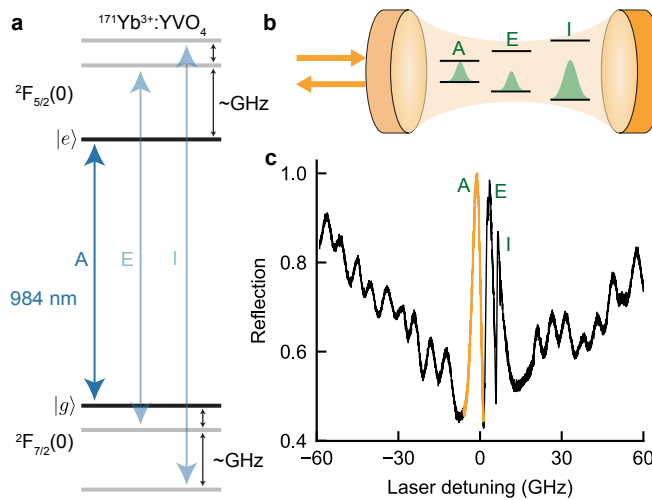 a
¹⁷¹Yb³⁺:YVO₄
²F₅/₂(0)
~GHz
|e⟩
A
E
I
984 nm
|g⟩
²F₇/₂(0)
~GHz
b
A
E
I
c
A
E
I
1.0
0.8
0.6
0.4
Reflection
−60
−30
0
30
60
Laser detuning (GHz)